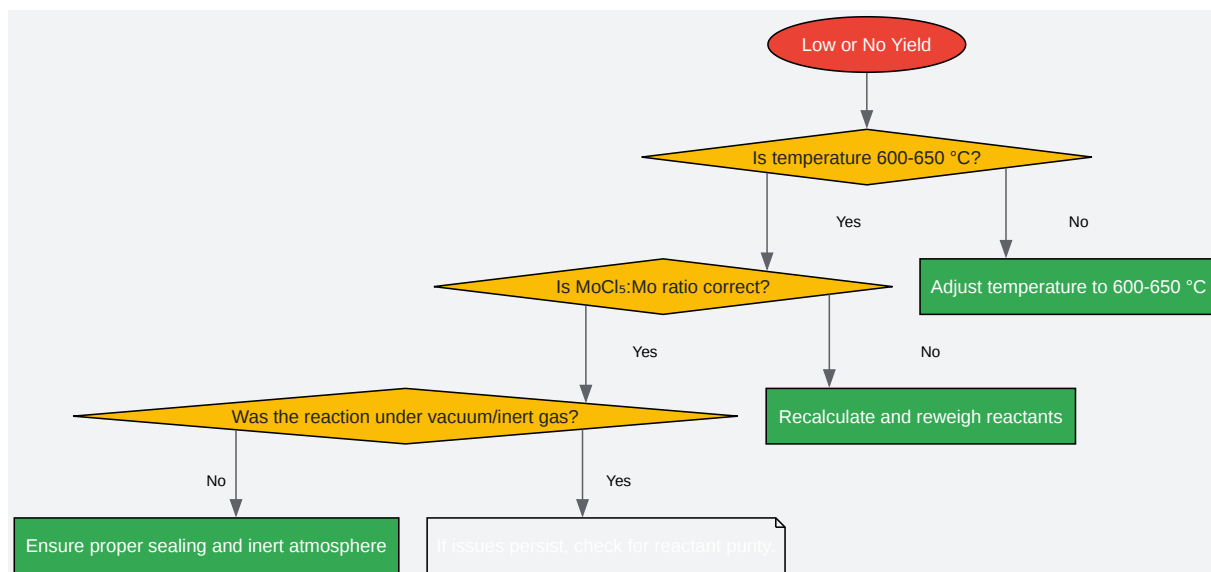 Low or No Yield
Is temperature 600-650 °C?
Yes
No
Is MoCl₅:Mo ratio correct?
Adjust temperature to 600-650 °C
Yes
No
Was the reaction under vacuum/inert gas?
Recalculate and reweigh reactants
No
Yes
Ensure proper sealing and inert atmosphere
If issues persist, check for reactant purity.